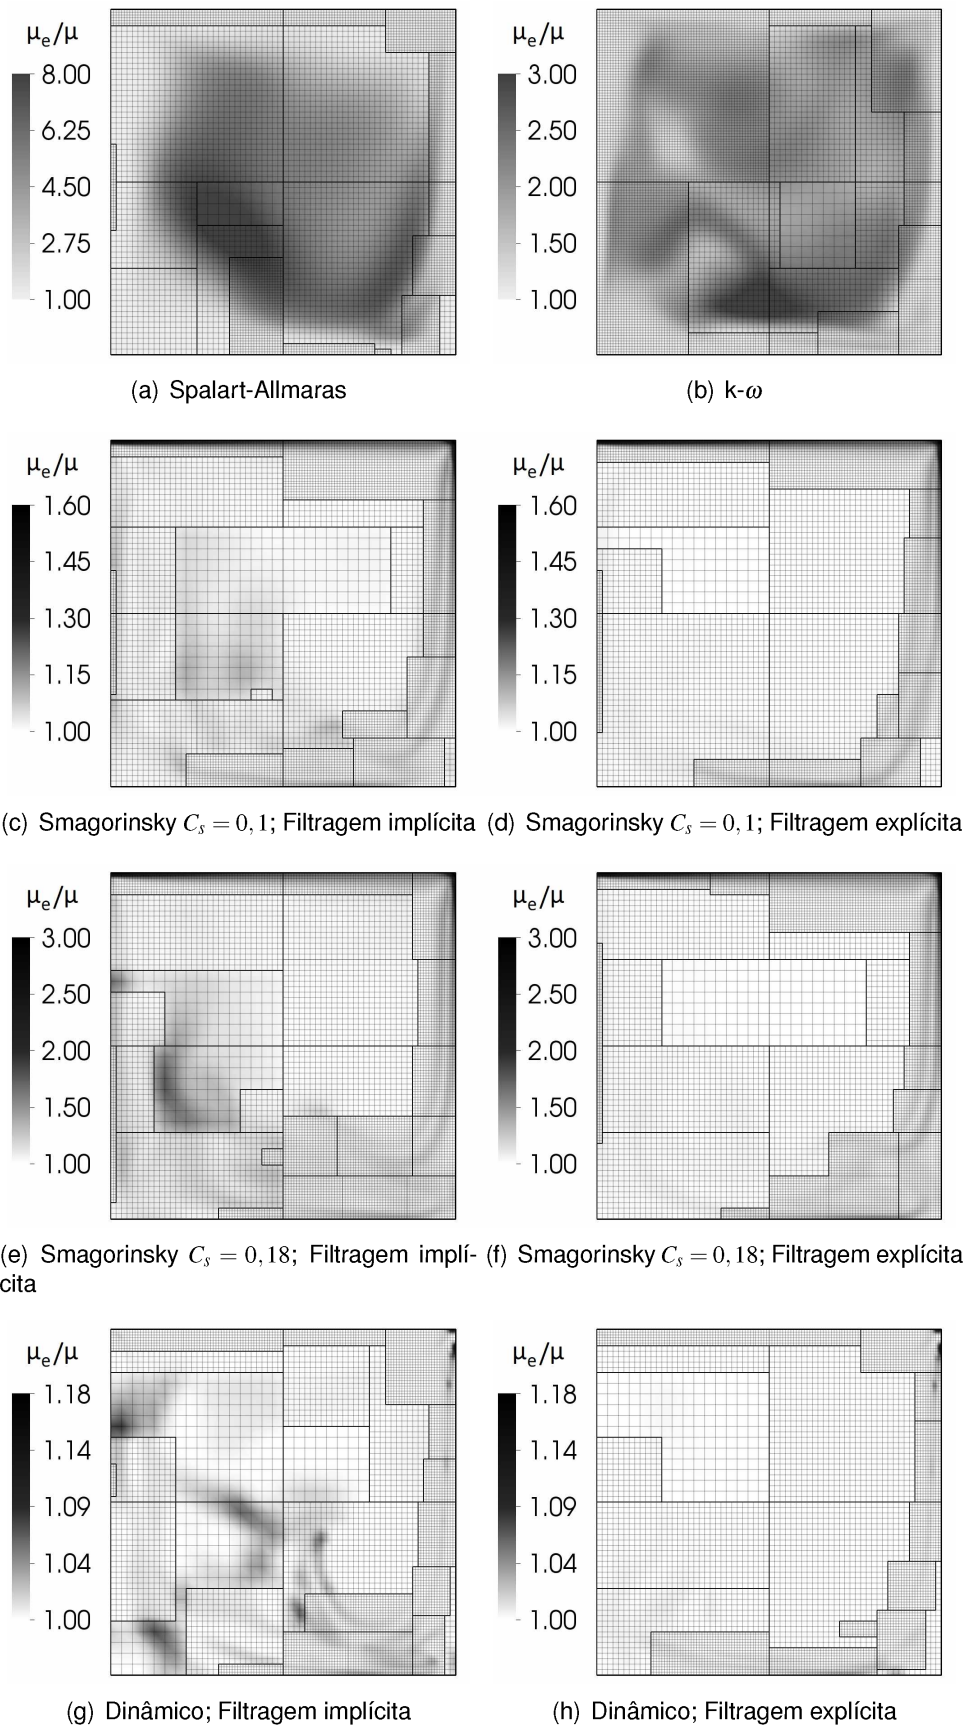 μe/μ
8.00
6.25
4.50
2.75
1.00
(a) Spalart-Allmaras
μe/μ
3.00
2.50
2.00
1.50
1.00
(b) k-ω
μe/μ
1.60
1.45
1.30
1.15
1.00
(c) Smagorinsky Cs = 0,1; Filtragem implícita
μe/μ
1.60
1.45
1.30
1.15
1.00
(d) Smagorinsky Cs = 0,1; Filtragem explícita
μe/μ
3.00
2.50
2.00
1.50
1.00
(e) Smagorinsky Cs = 0,18; Filtragem implí-
cita
μe/μ
3.00
2.50
2.00
1.50
1.00
(f) Smagorinsky Cs = 0,18; Filtragem explícita
μe/μ
1.18
1.14
1.09
1.04
1.00
(g) Dinâmico; Filtragem implícita
μe/μ
1.18
1.14
1.09
1.04
1.00
(h) Dinâmico; Filtragem explícita